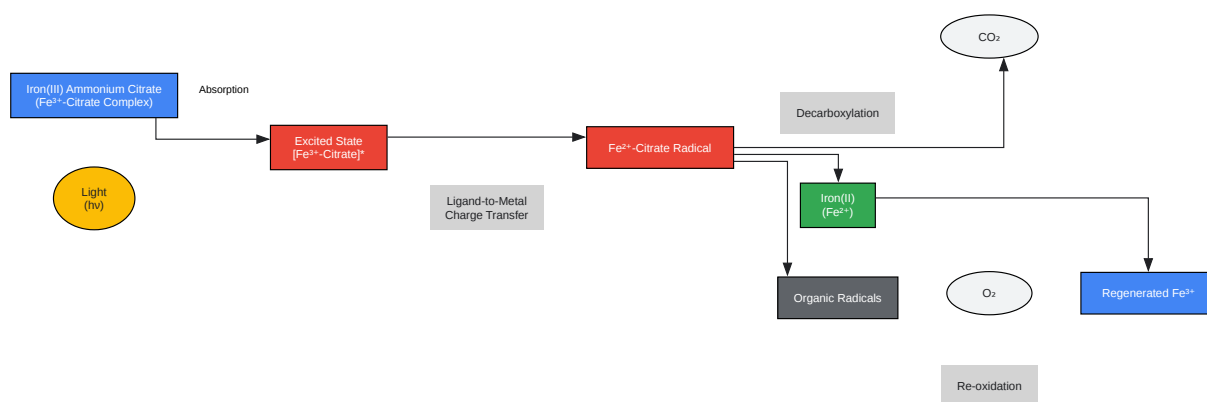 CO₂
Iron(III) Ammonium Citrate
(Fe³⁺-Citrate Complex)
Absorption
Decarboxylation
Excited State
[Fe³⁺-Citrate]*
Fe²⁺-Citrate Radical
Light
(hν)
Ligand-to-Metal
Charge Transfer
Iron(II)
(Fe²⁺)
Organic Radicals
O₂
Regenerated Fe³⁺
Re-oxidation